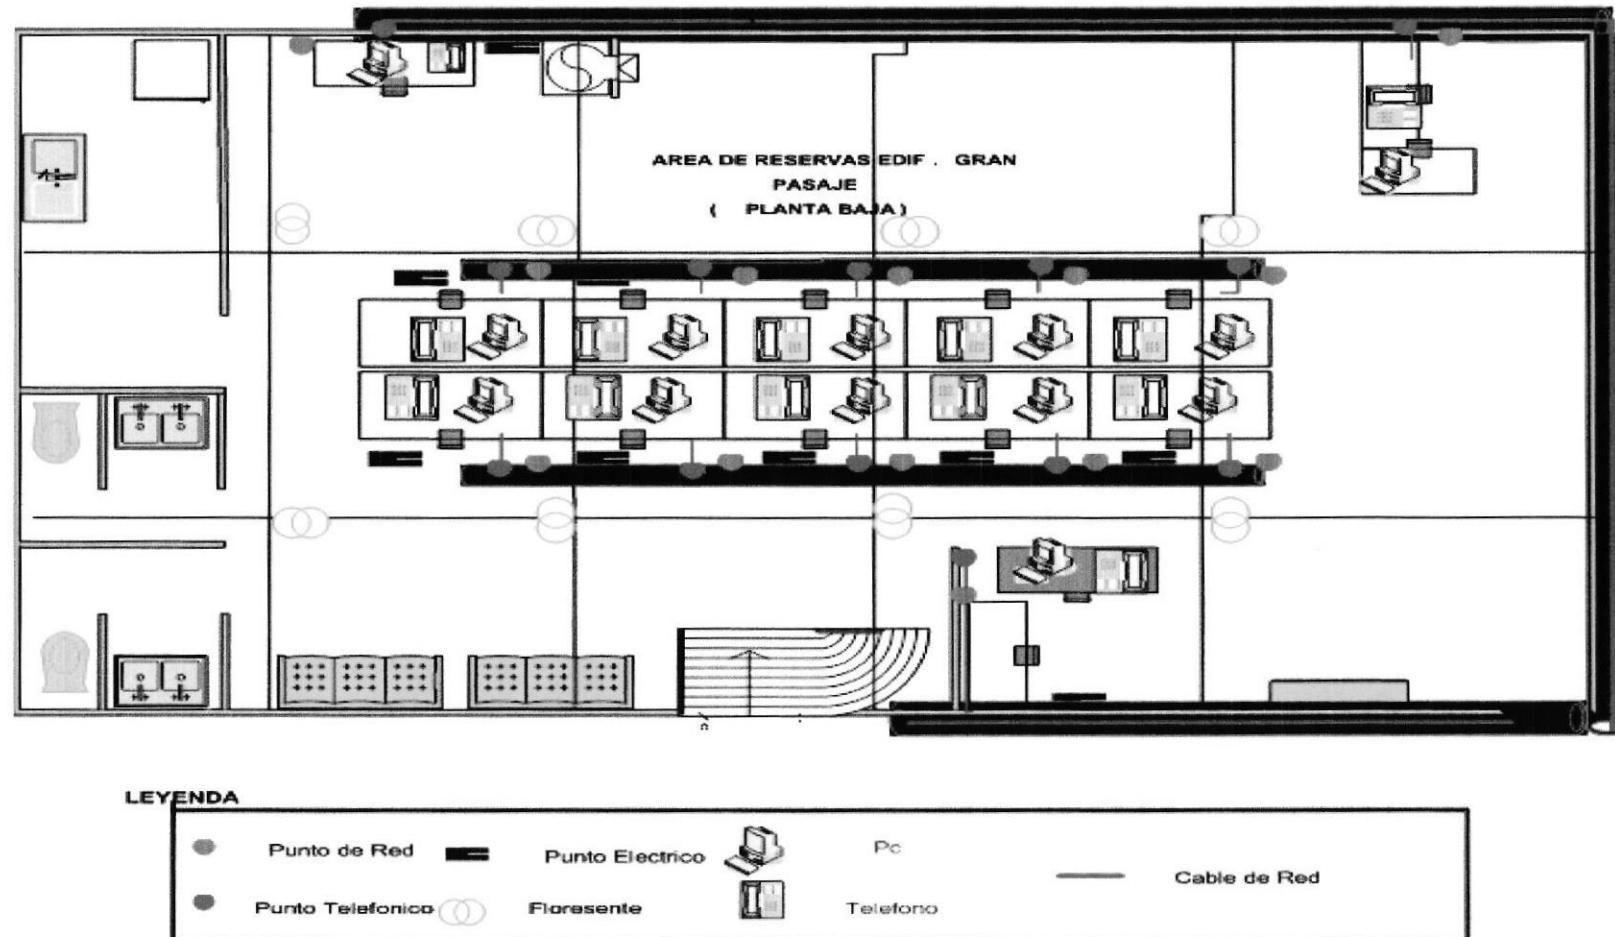 AREA DE RESERVAS EDIF . GRAN
PASAJE
( PLANTA BAJA )
LEYENDA
Punto de Red
Punto Electrico
Pc
Cable de Red
Punto Telefonico
Floresente
Telefono